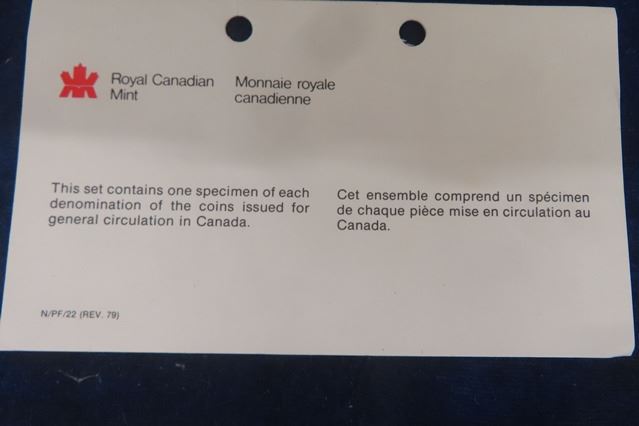 Royal Canadian
Mint
Monnaie royale
canadienne
This set contains one specimen of each
denomination of the coins issued for
general circulation in Canada.
Cet ensemble comprend un spécimen
de chaque pièce mise en circulation au
Canada.
N/PF/22 (REV. 79)